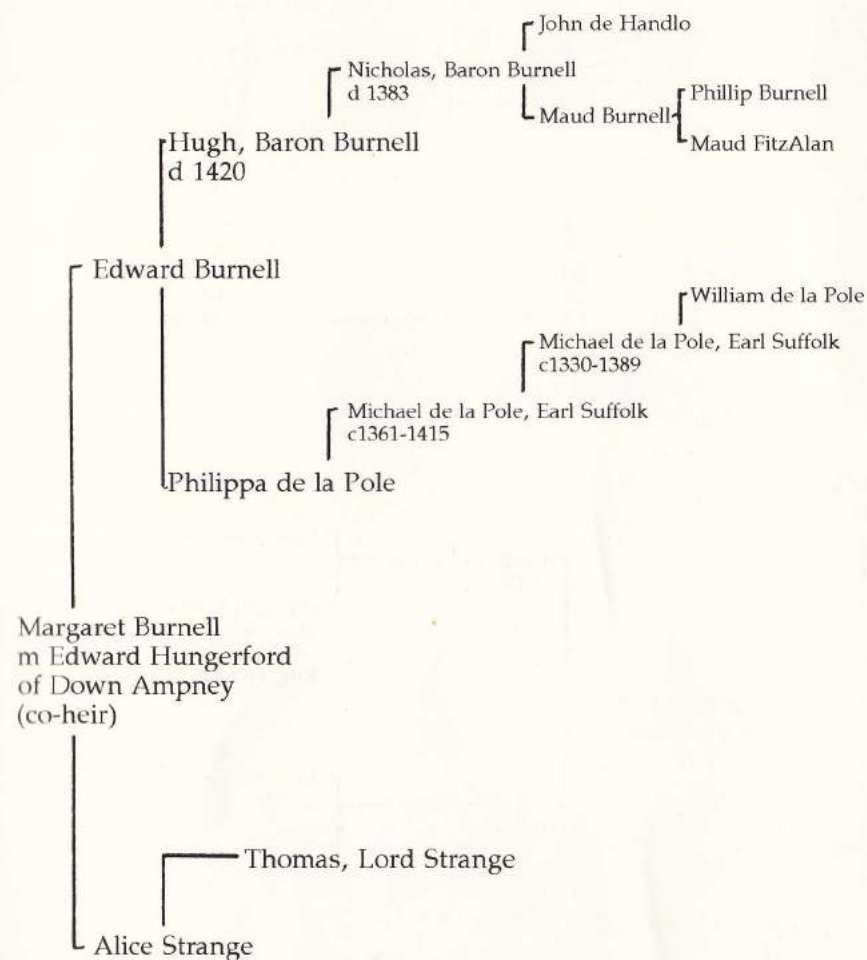 John de Handlo
Nicholas, Baron Burnell
d 1383
Phillip Burnell
Maud Burnell
Maud FitzAlan
Hugh, Baron Burnell
d 1420
Edward Burnell
William de la Pole
Michael de la Pole, Earl Suffolk
c1330-1389
Michael de la Pole, Earl Suffolk
c1361-1415
Philippa de la Pole
Margaret Burnell
m Edward Hungerford
of Down Ampney
(co-heir)
Thomas, Lord Strange
Alice Strange